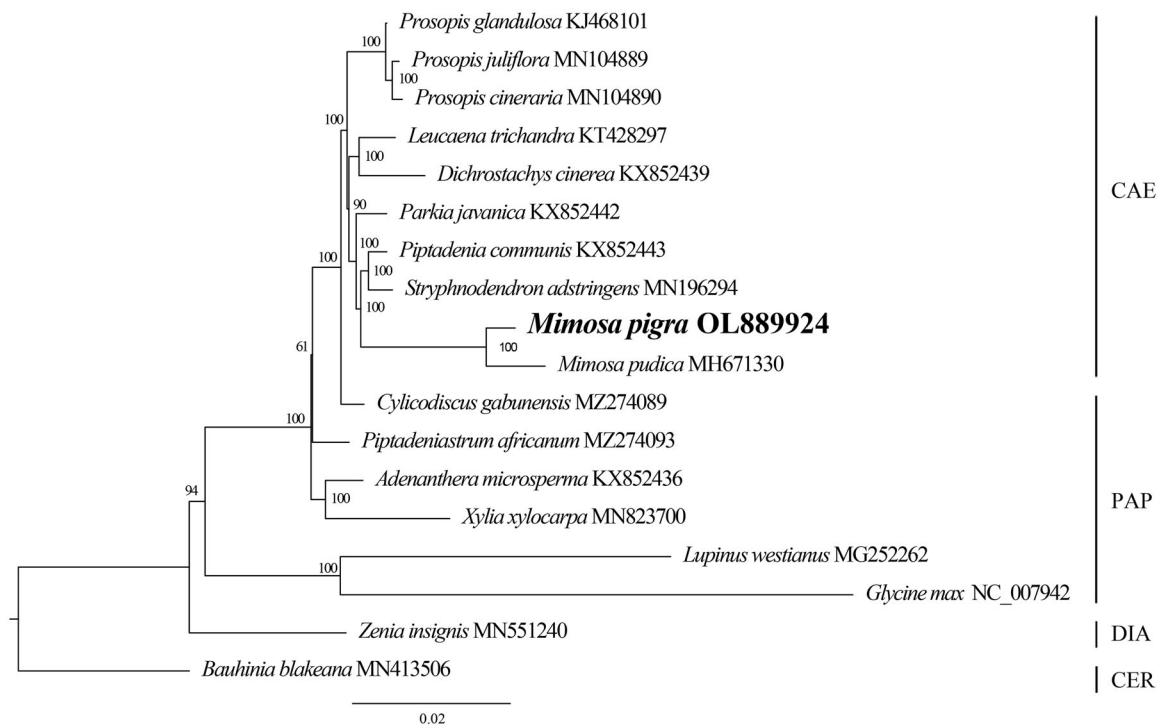 Prosopis glandulosa KJ468101
100
Prosopis juliflora MN104889
100
Prosopis cineraria MN104890
100
Leucaena trichandra KT428297
100
Dichrostachys cinerea KX852439
CAE
90
Parkia javanica KX852442
100
Piptadenia communis KX852443
100
100
Stryphnodendron adstringens MN196294
100
Mimosa pigra OL889924
100
Mimosa pudica MH671330
61
Cylicodiscus gabunensis MZ274089
100
Piptadeniastrum africanum MZ274093
Adenanthera microsperma KX852436
94
100
PAP
Xylia xylocarpa MN823700
Lupinus westianus MG252262
100
Glycine max NC_007942
Zenia insignis MN551240
DIA
Bauhinia blakeana MN413506
CER
0.02